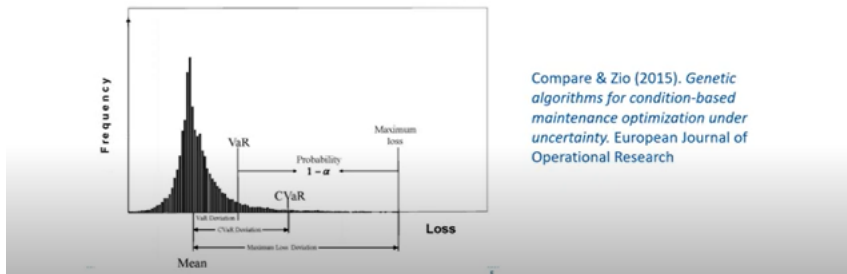 Frequency
VaR
Maximum
loss
Probability
1 − α
CVaR
VaR Deviation
CVaR Deviation
Maximum Loss Deviation
Loss
Mean
Compare & Zio (2015). Genetic
algorithms for condition-based
maintenance optimization under
uncertainty. European Journal of
Operational Research